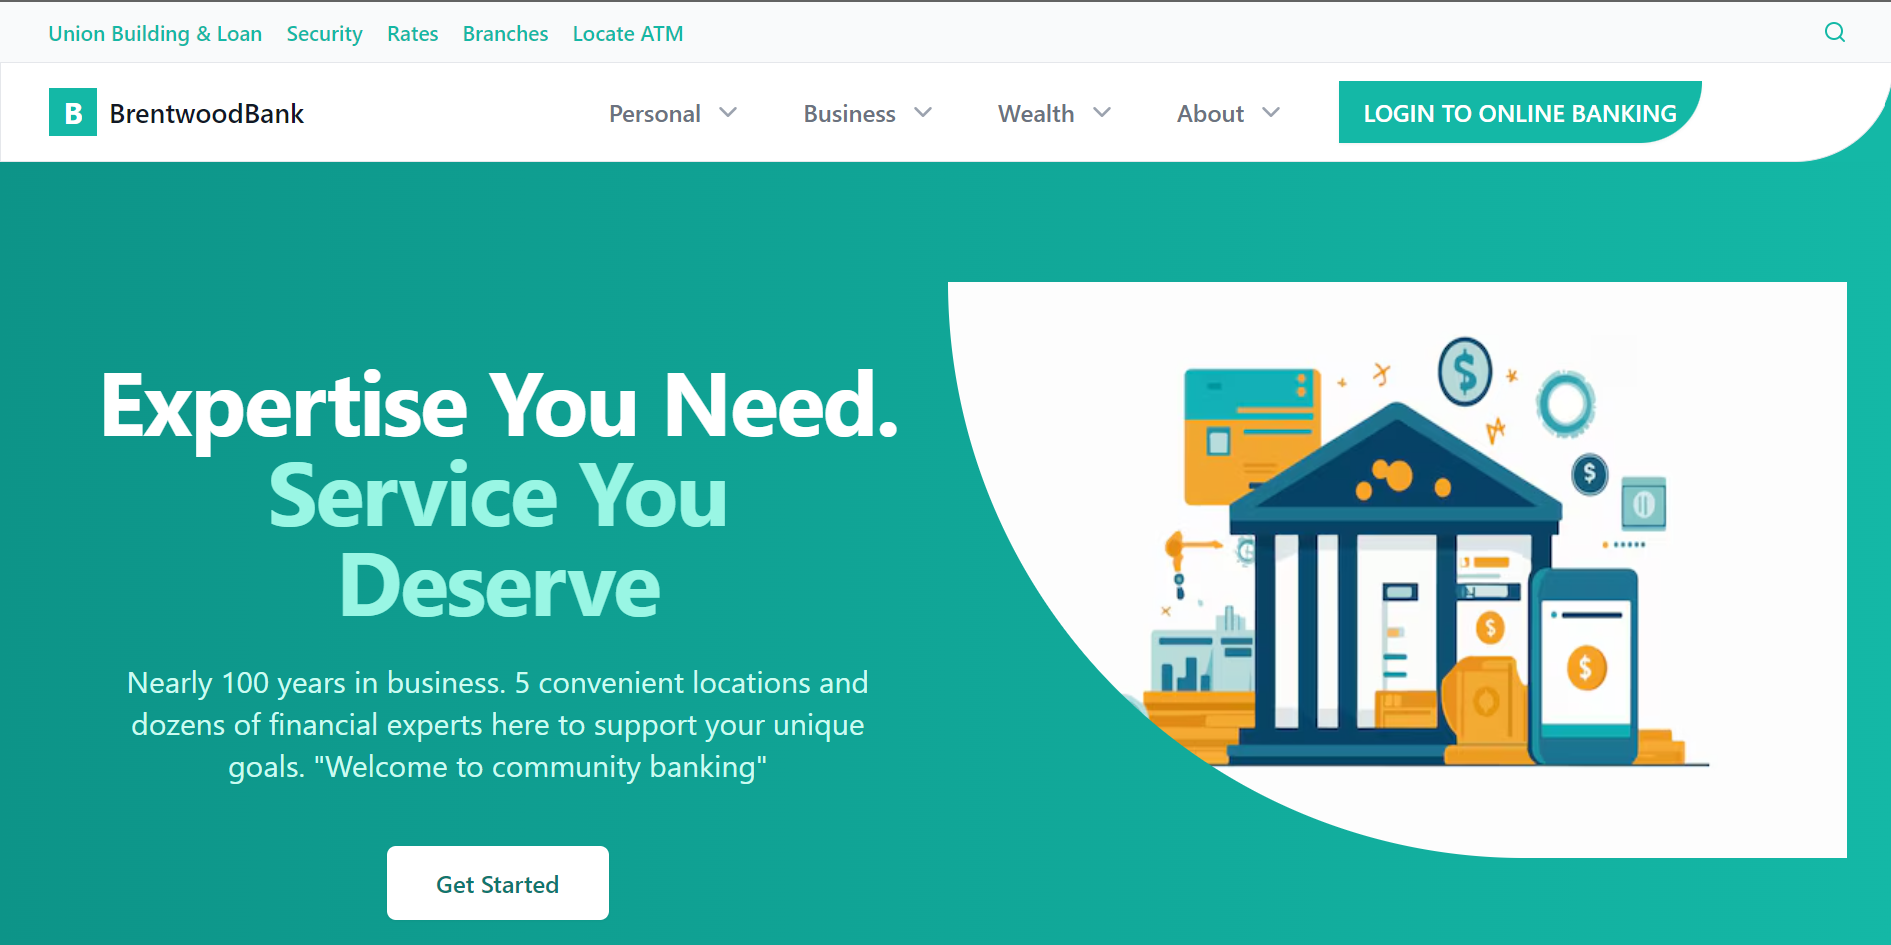 Union Building & Loan Security Rates Branches Locate ATM
B BrentwoodBank Personal Business Wealth About LOGIN TO ONLINE BANKING
Expertise You Need.
Service You
Deserve
Nearly 100 years in business. 5 convenient locations and
dozens of financial experts here to support your unique
goals. "Welcome to community banking"
Get Started
$
$
$
$